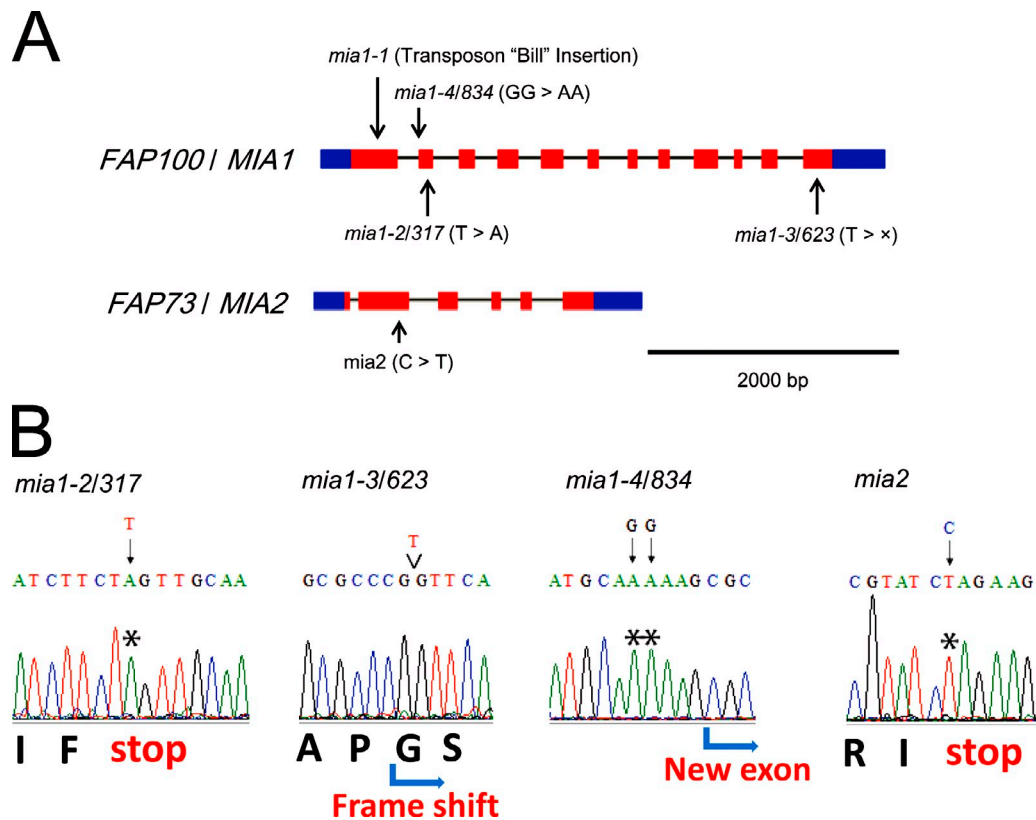 A
mia1-1 (Transposon “Bill” Insertion)
mia1-4/834 (GG > AA)
FAP100 / MIA1
mia1-2/317 (T > A)
mia1-3/623 (T > ×)
FAP73 / MIA2
mia2 (C > T)
2000 bp
B
mia1-2/317
mia1-3/623
mia1-4/834
mia2
T
T
G G
C
ATCTTCTAGTTGCAA
GCGCCCGGTTCA
ATGCAAAAAGCGC
CGTATCTAGAAG
*
**
*
I F stop
A P G S
Frame shift
New exon
R I stop